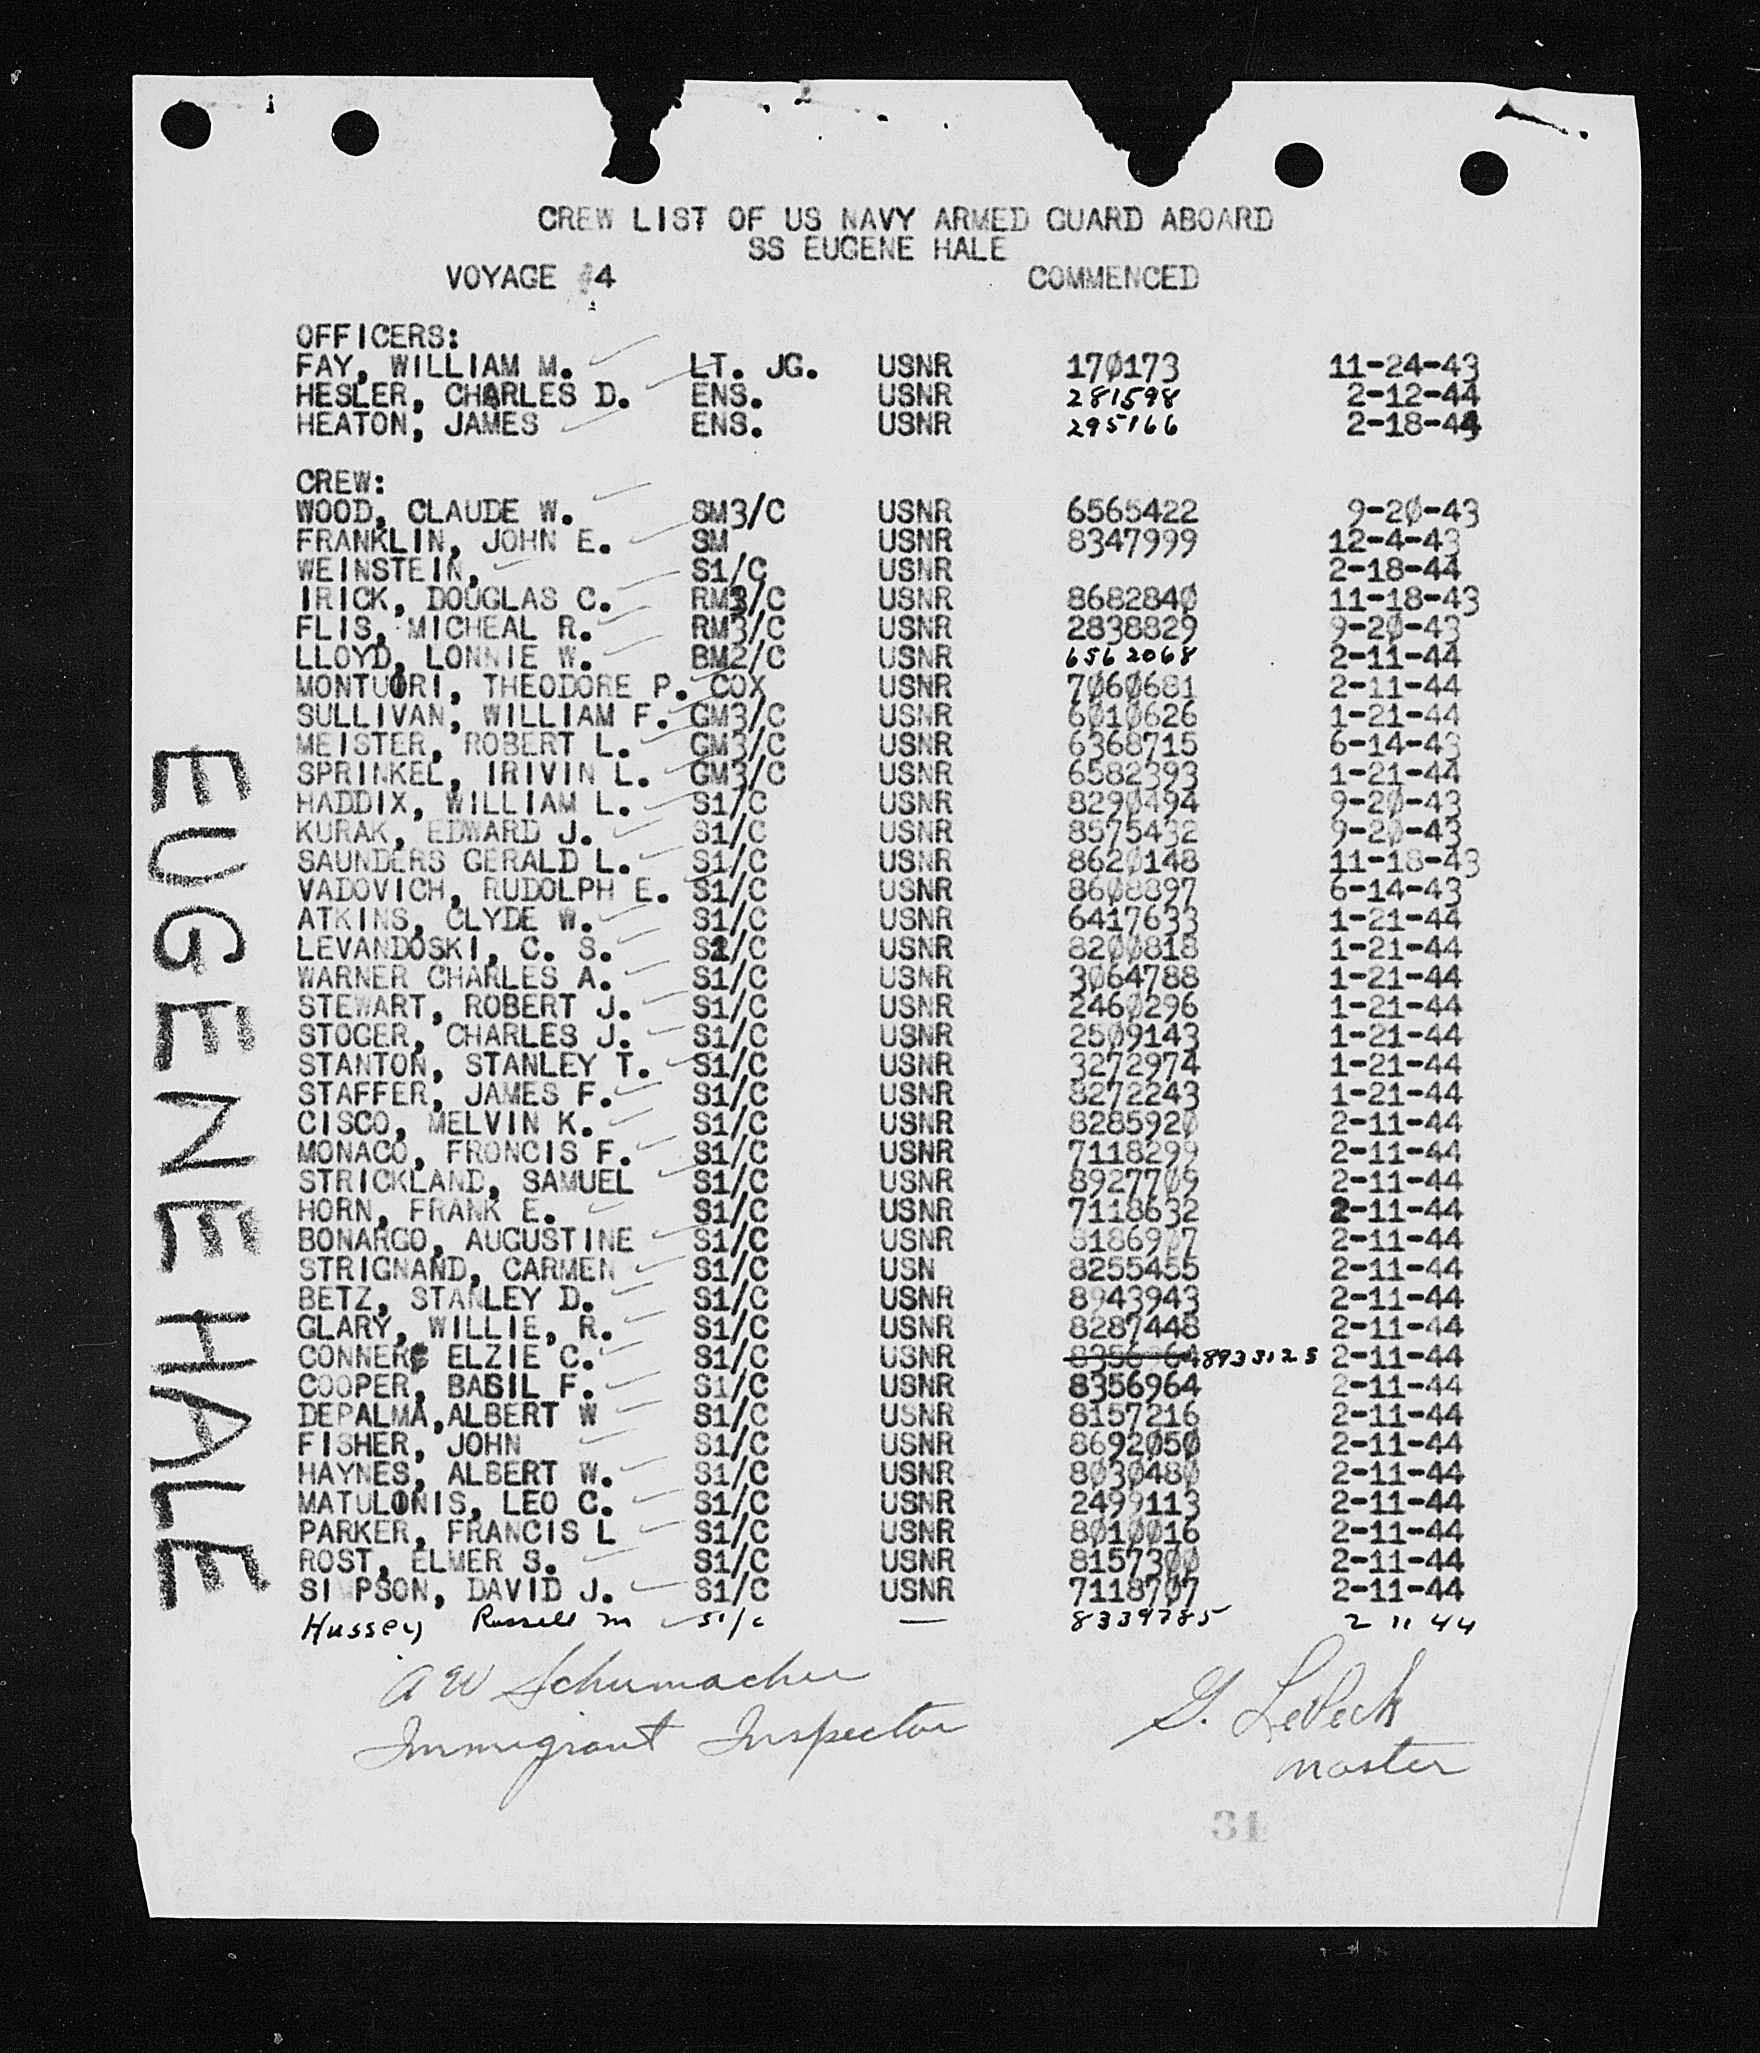 CREW LIST OF US NAVY ARMED GUARD ABOARD
SS EUGENE HALE
VOYAGE #4 COMMENCED
OFFICERS:
FAY, WILLIAM M. LT. JG. USNR 170173 11-24-43
HESLER, CHARLES D. ENS. USNR 281598 2-12-44
HEATON, JAMES ENS. USNR 295166 2-18-44
CREW:
WOOD, CLAUDE W. SM3/C USNR 6565422 9-20-43
FRANKLIN, JOHN E. SM USNR 8347999 12-4-43
WEINSTEIN, S1/C USNR 2-18-44
IRICK, DOUGLAS C. RM3/C USNR 8682840 11-18-43
FLIS, MICHEAL R. RM3/C USNR 2838829 9-20-43
LLOYD, LONNIE W. BM2/C USNR 6562068 2-11-44
MONTUORI, THEODORE P. COX USNR 7060681 2-11-44
SULLIVAN, WILLIAM F. GM3/C USNR 6010626 1-21-44
MEISTER, ROBERT L. GM3/C USNR 6368715 6-14-43
SPRINKEL, IRIVIN L. GM3/C USNR 6582393 1-21-44
HADDIX, WILLIAM L. S1/C USNR 8290494 9-20-43
KURAK, EDWARD J. S1/C USNR 8575432 9-20-43
SAUNDERS GERALD L. S1/C USNR 8620148 11-18-43
VADOVICH, RUDOLPH E. S1/C USNR 8608897 6-14-43
ATKINS, CLYDE W. S1/C USNR 6417633 1-21-44
LEVANDOSKI, C. S. S2/C USNR 8200818 1-21-44
WARNER CHARLES A. S1/C USNR 3064788 1-21-44
STEWART, ROBERT J. S1/C USNR 2460296 1-21-44
STOGER, CHARLES J. S1/C USNR 2509143 1-21-44
STANTON, STANLEY T. S1/C USNR 3272974 1-21-44
STAFFER, JAMES F. S1/C USNR 8272243 1-21-44
CISCO, MELVIN K. S1/C USNR 8285920 2-11-44
MONACO, FRONCIS F. S1/C USNR 7118299 2-11-44
STRICKLAND, SAMUEL S1/C USNR 8927709 2-11-44
HORN, FRANK E. S1/C USNR 7118632 2-11-44
BONARGO, AUGUSTINE S1/C USNR 8186907 2-11-44
STRIGNAND, CARMEN S1/C USN 8255455 2-11-44
BETZ, STANLEY D. S1/C USNR 8943943 2-11-44
GLARY, WILLIE, R. S1/C USNR 8287448 2-11-44
CONNER, ELZIE C. S1/C USNR 8933125 2-11-44
COOPER, BASIL F. S1/C USNR 8356964 2-11-44
DEPALMA,ALBERT W S1/C USNR 8157216 2-11-44
FISHER, JOHN S1/C USNR 8692050 2-11-44
HAYNES, ALBERT W. S1/C USNR 8030480 2-11-44
MATULONIS, LEO C. S1/C USNR 2499113 2-11-44
PARKER, FRANCIS L S1/C USNR 8010016 2-11-44
ROST, ELMER S. S1/C USNR 8157300 2-11-44
SI PSON, DAVID J. S1/C USNR 7118707 2-11-44
Hussey Russell M S1/c — 8339785 2 11 44
A W Schumacher
Immigrant Inspector
G. LeBeck
Master
31
EUGENE HALE